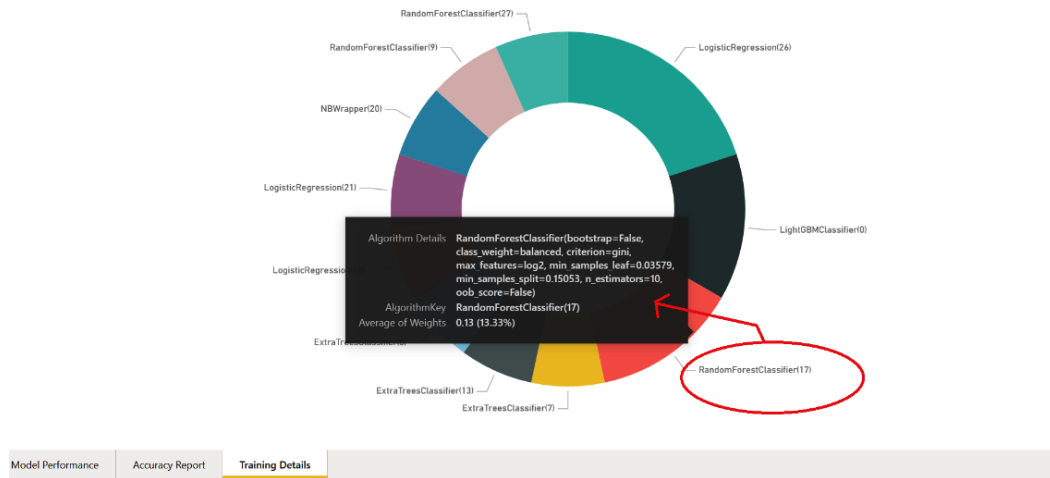 RandomForestClassifier(27)
LogisticRegression(26)
RandomForestClassifier(9)
NBWrapper(20)
LogisticRegression(21)
LightGBMClassifier(0)
Algorithm Details RandomForestClassifier(bootstrap=False,
class_weight=balanced, criterion=gini,
max_features=log2, min_samples_leaf=0.03579,
min_samples_split=0.15053, n_estimators=10,
oob_score=False)
AlgorithmKey RandomForestClassifier(17)
Average of Weights 0.13 (13.33%)
LogisticRegression
RandomForestClassifier(17)
ExtraTreesClassifier(13)
ExtraTreesClassifier(7)
Model Performance Accuracy Report Training Details